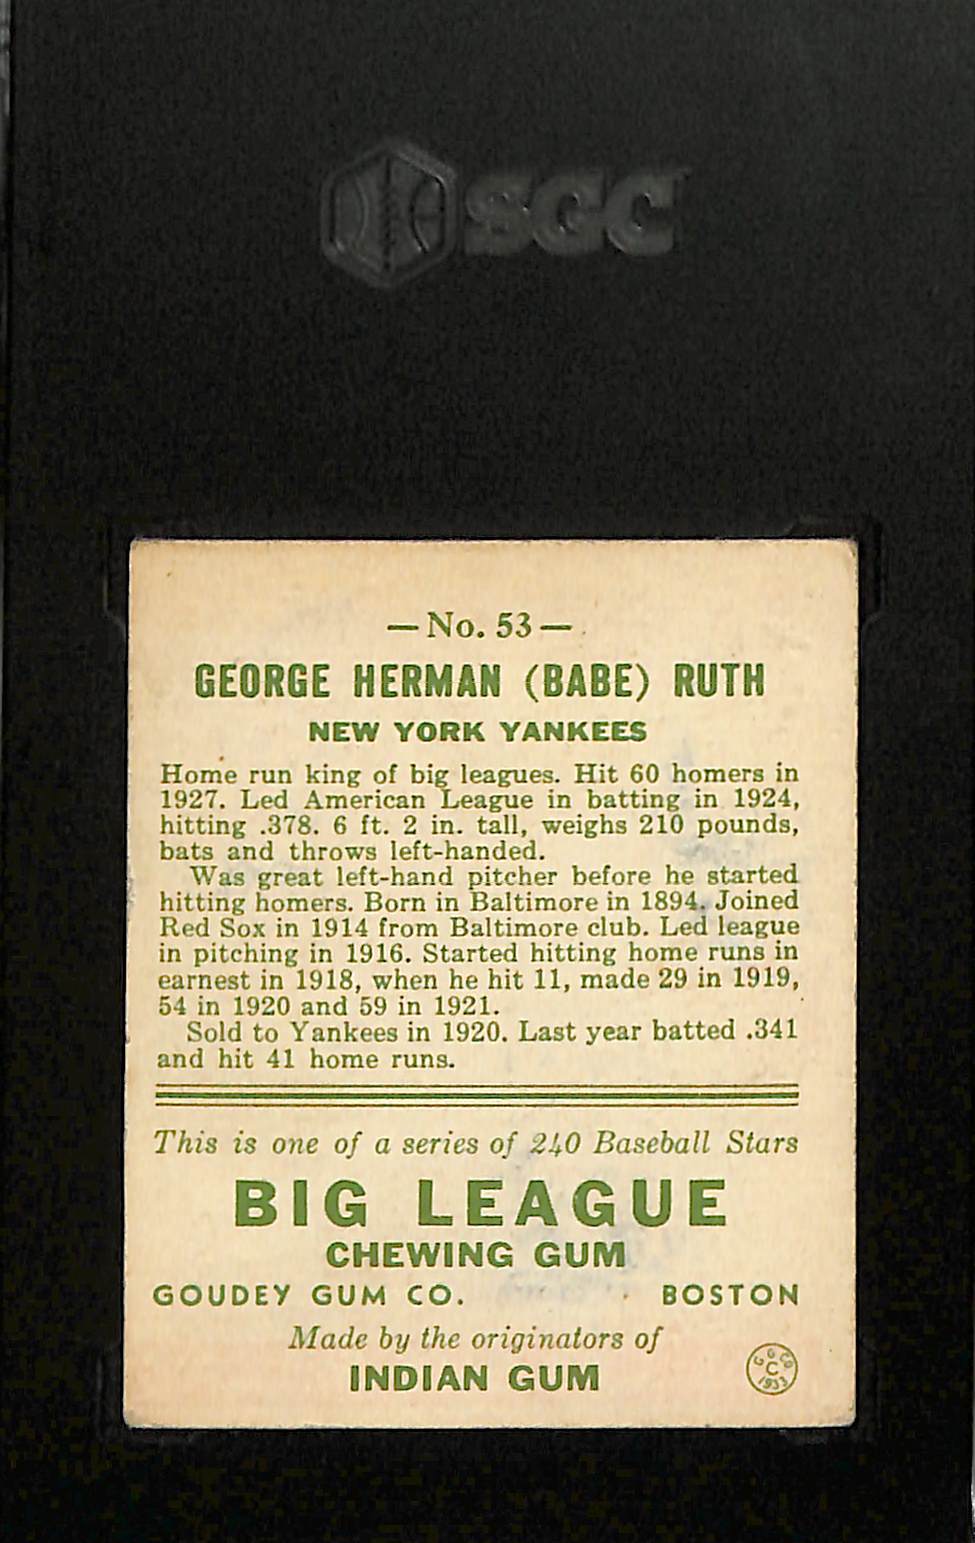 SGC
—No. 53—
GEORGE HERMAN (BABE) RUTH
NEW YORK YANKEES
Home run king of big leagues. Hit 60 homers in
1927. Led American League in batting in 1924,
hitting .378. 6 ft. 2 in. tall, weighs 210 pounds,
bats and throws left-handed.
Was great left-hand pitcher before he started
hitting homers. Born in Baltimore in 1894. Joined
Red Sox in 1914 from Baltimore club. Led league
in pitching in 1916. Started hitting home runs in
earnest in 1918, when he hit 11, made 29 in 1919,
54 in 1920 and 59 in 1921.
Sold to Yankees in 1920. Last year batted .341
and hit 41 home runs.
This is one of a series of 240 Baseball Stars
BIG LEAGUE
CHEWING GUM
GOUDEY GUM CO. BOSTON
Made by the originators of
INDIAN GUM
G G Co
C
1933